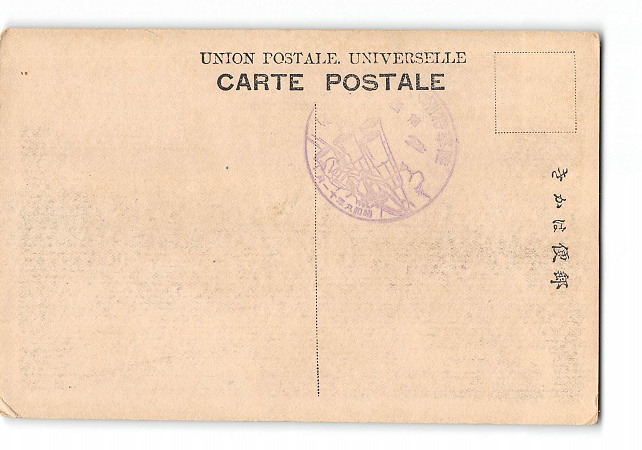 UNION POSTALE UNIVERSELLE
CARTE POSTALE
きかは便郵